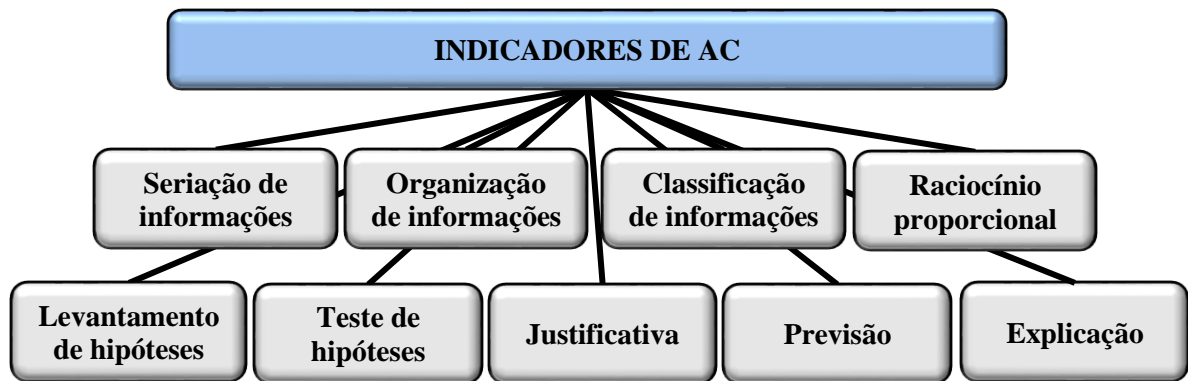 INDICADORES DE AC
Seriação de
informações
Organização
de informações
Classificação
de informações
Raciocínio
proporcional
Levantamento
de hipóteses
Teste de
hipóteses
Justificativa
Previsão
Explicação